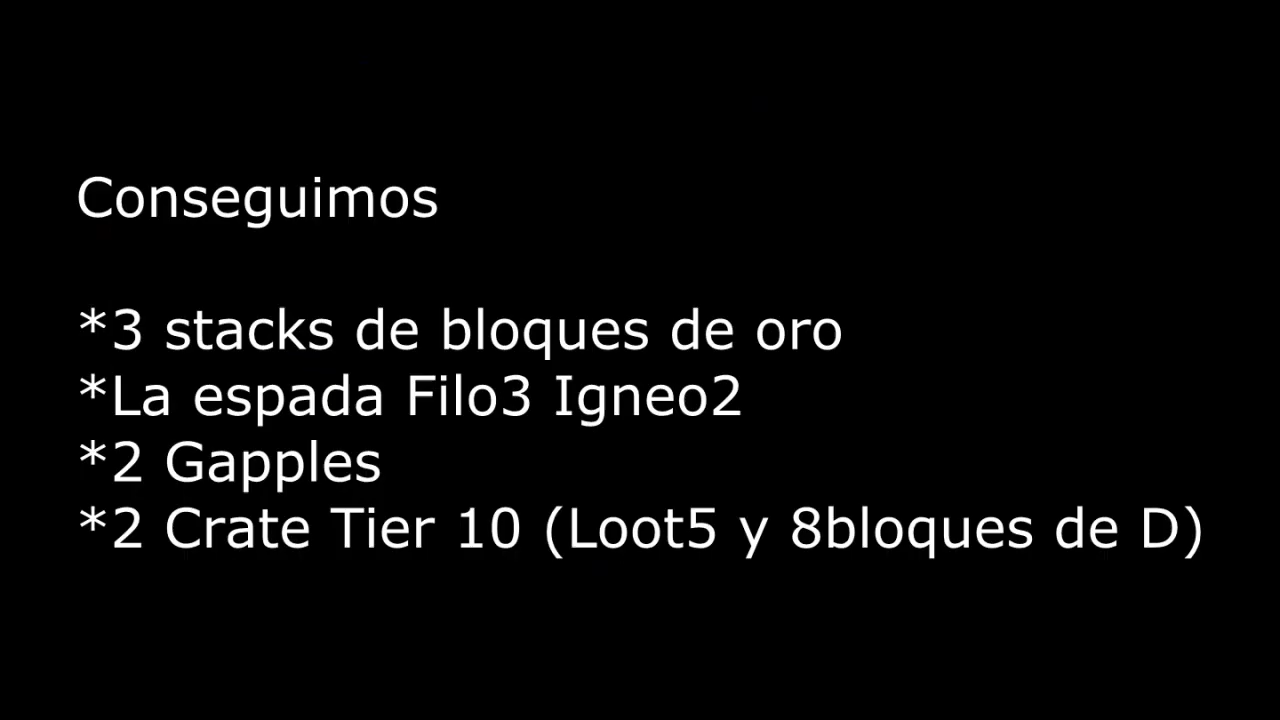 Conseguimos
*3 stacks de bloques de oro
*La espada Filo3 Igneo2
*2 Gapples
*2 Crate Tier 10 (Loot5 y 8bloques de D)